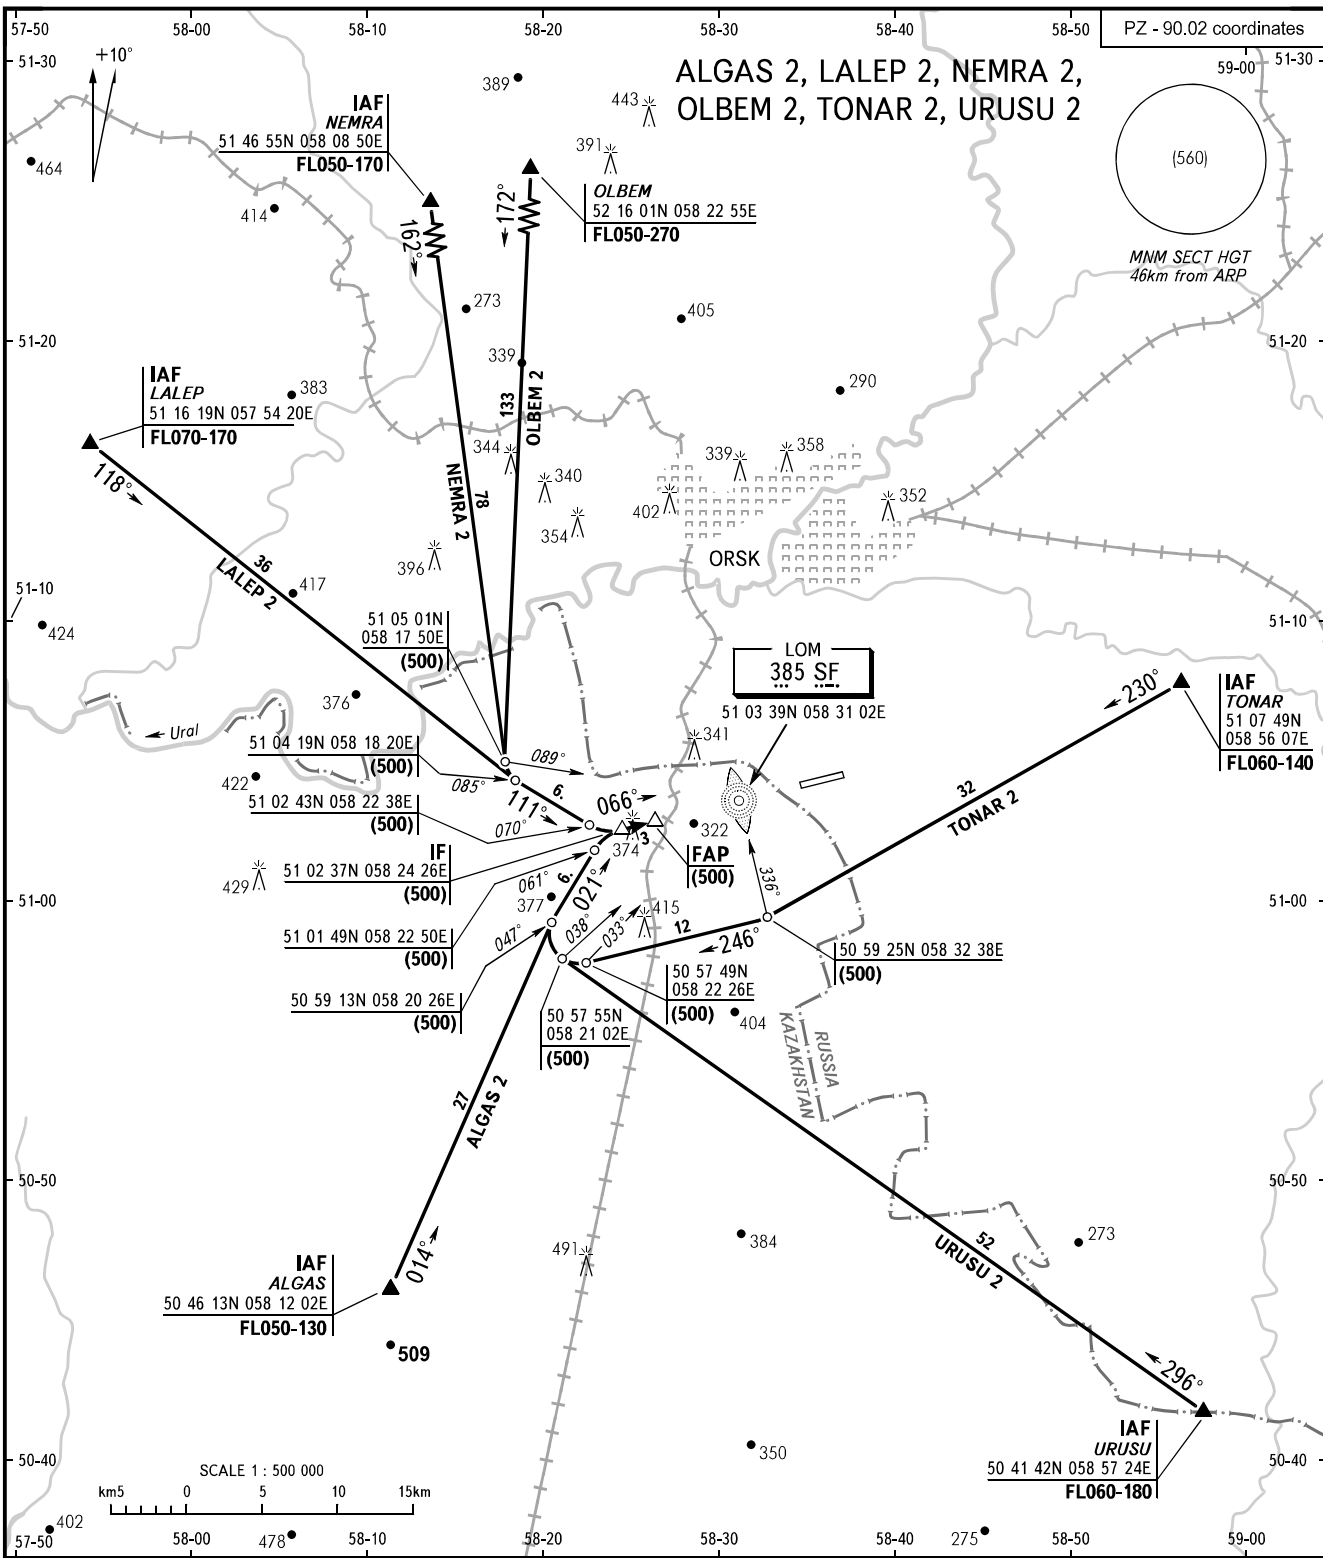 57-50
58-00
58-10
58-20
58-30
58-40
58-50
PZ - 90.02 coordinates
51-30
59-00
51-30
+10°
ALGAS 2, LALEP 2, NEMRA 2,
OLBEM 2, TONAR 2, URUSU 2
389
443
391
464
414
IAF
NEMRA
51 46 55N 058 08 50E
FL050-170
162°
172°
OLBEM
52 16 01N 058 22 55E
FL050-270
(560)
MNM SECT HGT
46km from ARP
273
405
51-20
339
51-20
IAF
LALEP
51 16 19N 057 54 20E
FL070-170
383
290
133
OLBEM 2
118°
344
340
354
339
358
402
352
78
NEMRA 2
396
ORSK
36
LALEP 2
417
51-10
424
51-10
51 05 01N
058 17 50E
(500)
LOM
385 SF
51 03 39N 058 31 02E
376
Ural
230°
IAF
TONAR
51 07 49N
058 56 07E
FL060-140
341
51 04 19N 058 18 20E
(500)
089°
085°
422
6.
111°
066°
51 02 43N 058 22 38E
(500)
070°
374
3
322
32
TONAR 2
FAP
(500)
IF
51 02 37N 058 24 26E
(500)
429
061°
6.
021°
377
336°
51-00
51-00
415
51 01 49N 058 22 50E
(500)
047°
038°
033°
12
246°
50 59 25N 058 32 38E
(500)
50 59 13N 058 20 26E
(500)
50 57 49N
058 22 26E
(500)
50 57 55N
058 21 02E
(500)
404
RUSSIA
KAZAKHSTAN
27
ALGAS 2
50-50
50-50
014°
491
384
273
52
URUSU 2
IAF
ALGAS
50 46 13N 058 12 02E
FL050-130
509
296°
IAF
URUSU
50 41 42N 058 57 24E
FL060-180
50-40
350
50-40
SCALE 1 : 500 000
km5
0
5
10
15km
402
478
275
57-50
58-00
58-10
58-20
58-30
58-40
58-50
59-00